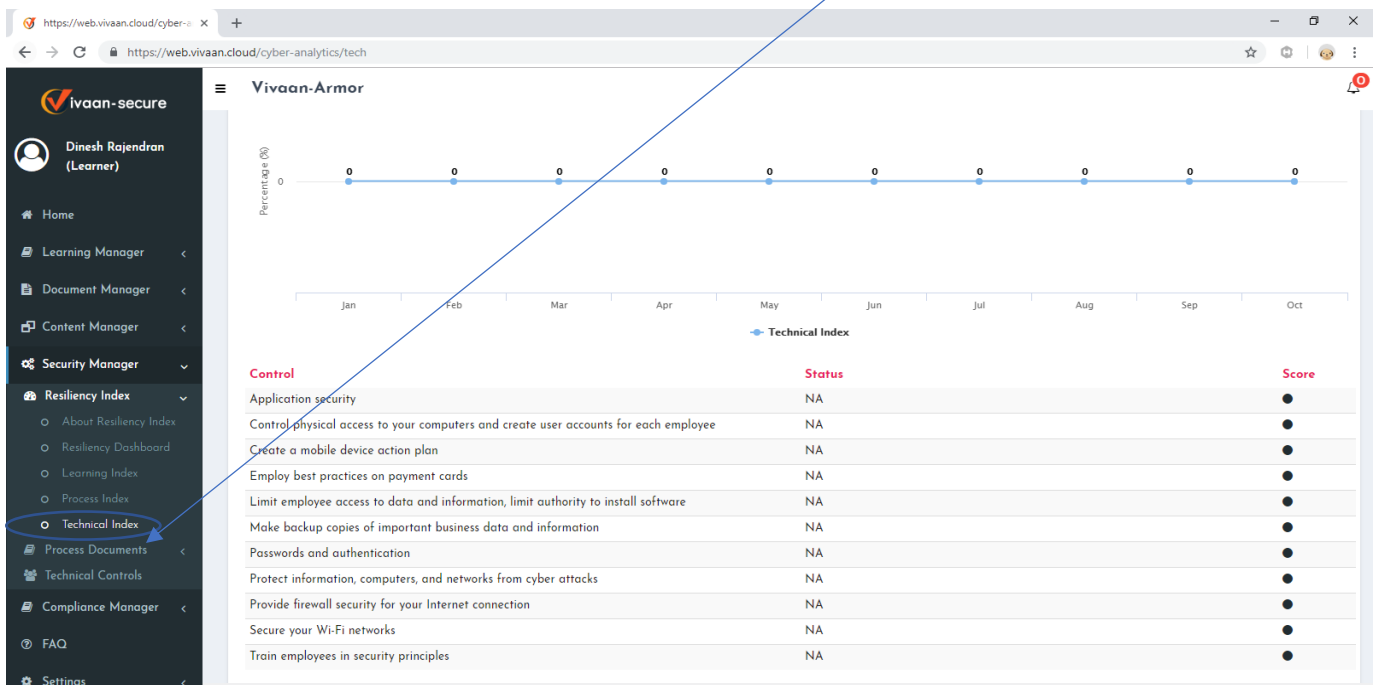 https://web.vivaan.cloud/cyber-a
https://web.vivaan.cloud/cyber-analytics/tech
Vivaan-secure
Dinesh Rajendran
(Learner)
Home
Learning Manager
Document Manager
Content Manager
Security Manager
Resiliency Index
About Resiliency Index
Resiliency Dashboard
Learning Index
Process Index
Technical Index
Process Documents
Technical Controls
Compliance Manager
FAQ
Settings
Vivaan-Armor
0
Percentage (%)
0
0 0 0 0 0 0 0 0 0 0
Jan Feb Mar Apr May Jun Jul Aug Sep Oct
Technical Index
Control Status Score
Application security NA
Control physical access to your computers and create user accounts for each employee NA
Create a mobile device action plan NA
Employ best practices on payment cards NA
Limit employee access to data and information, limit authority to install software NA
Make backup copies of important business data and information NA
Passwords and authentication NA
Protect information, computers, and networks from cyber attacks NA
Provide firewall security for your Internet connection NA
Secure your Wi-Fi networks NA
Train employees in security principles NA